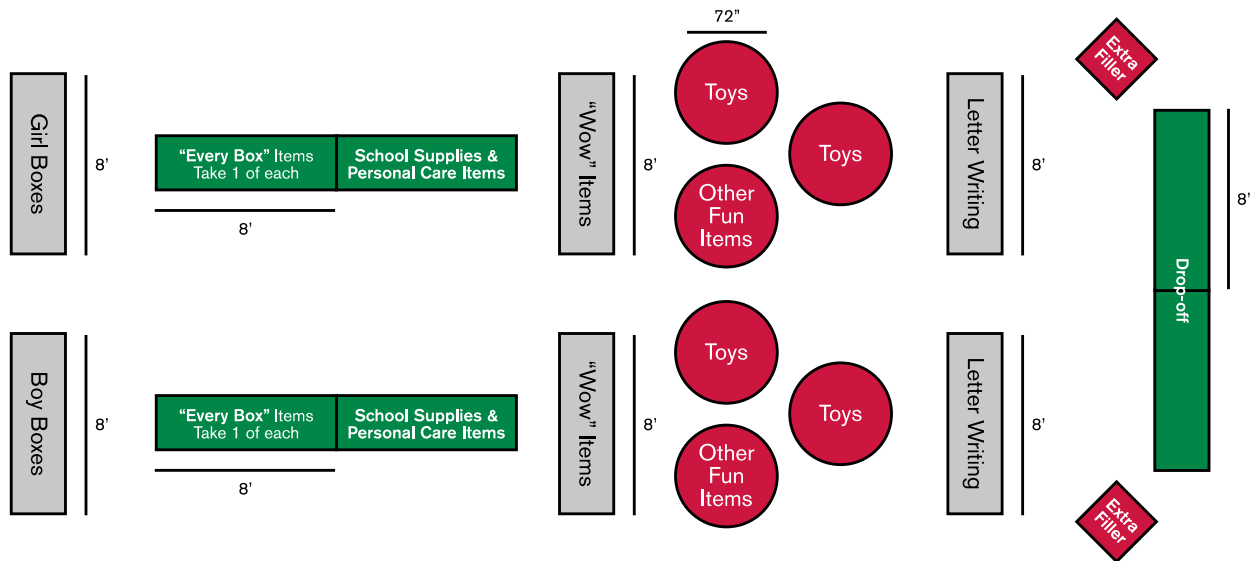 72”
Extra
Filler
Girl Boxes
8’
“Every Box” Items
Take 1 of each
8’
School Supplies &
Personal Care Items
“Wow” Items
8’
Toys
Toys
Other
Fun
Items
Letter Writing
8’
8’
Drop-off
Boy Boxes
8’
“Every Box” Items
Take 1 of each
8’
School Supplies &
Personal Care Items
“Wow” Items
8’
Toys
Toys
Other
Fun
Items
Letter Writing
8’
Extra
Filler